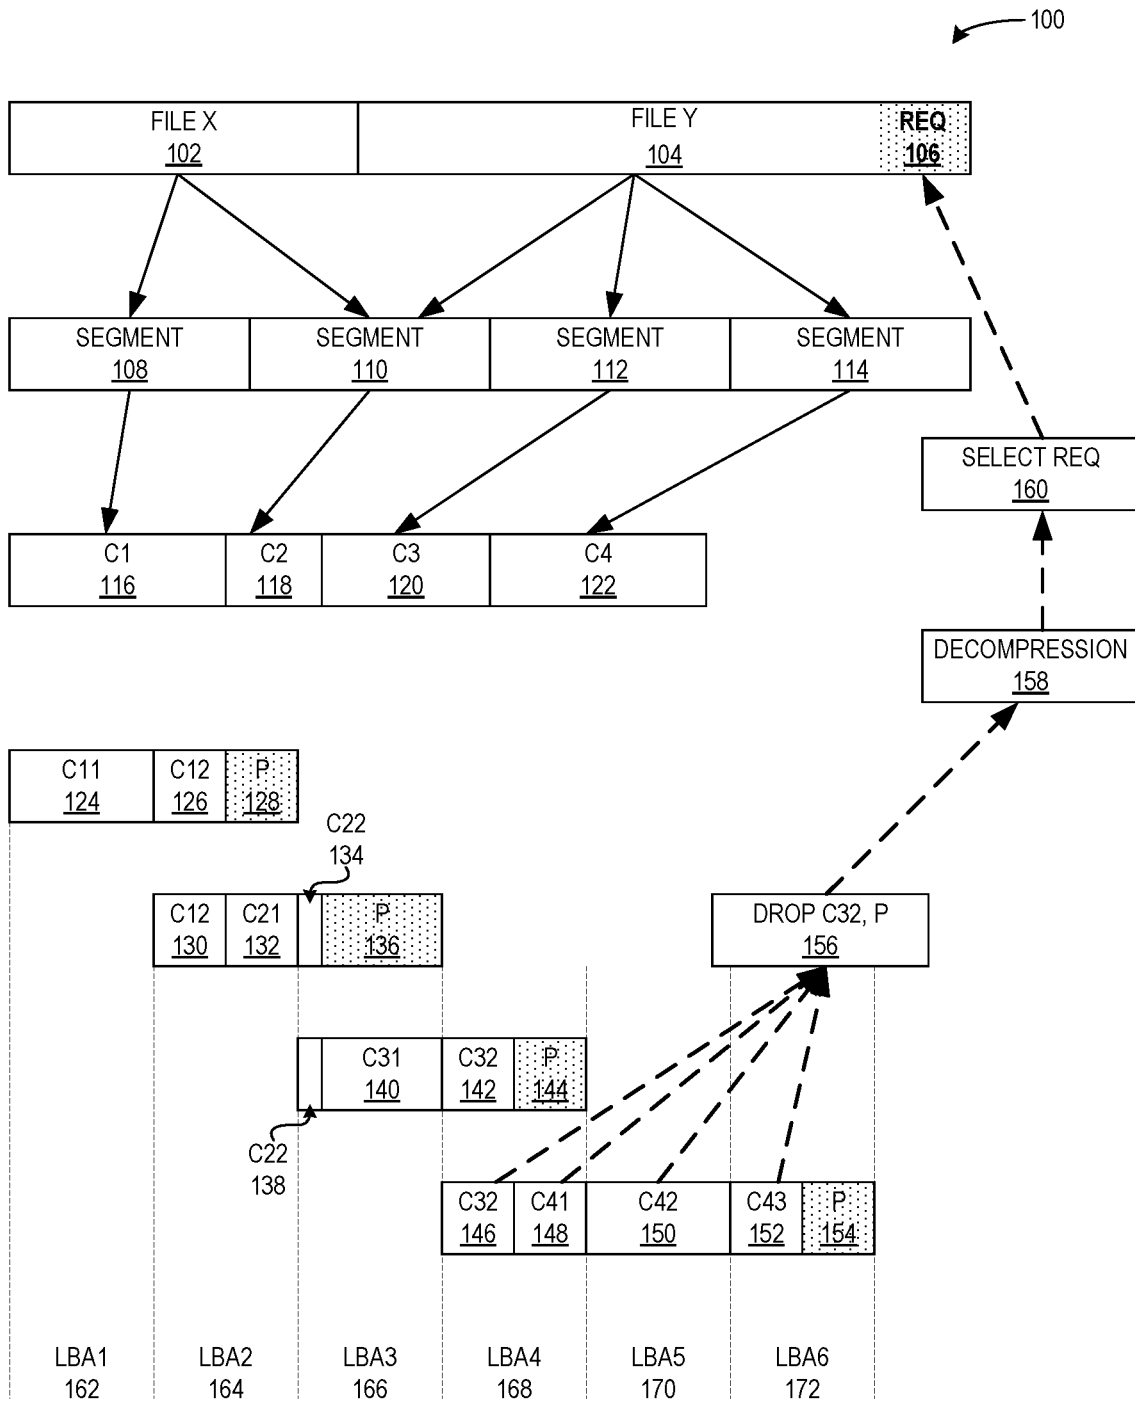 100
FILE X
102
FILE Y
104
REQ
106
SEGMENT
108
SEGMENT
110
SEGMENT
112
SEGMENT
114
SELECT REQ
160
C1
116
C2
118
C3
120
C4
122
DECOMPRESSION
158
C11
124
C12
126
P
128
C22
134
C12
130
C21
132
P
136
DROP C32, P
156
C31
140
C32
142
P
144
C22
138
C32
146
C41
148
C42
150
C43
152
P
154
LBA1
162
LBA2
164
LBA3
166
LBA4
168
LBA5
170
LBA6
172